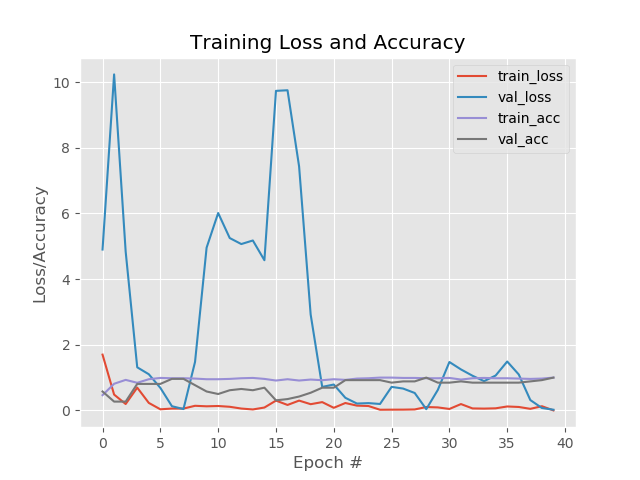 Training Loss and Accuracy
train_loss
val_loss
train_acc
val_acc
Loss/Accuracy
10
8
6
4
2
0
0 5 10 15 20 25 30 35 40
Epoch #